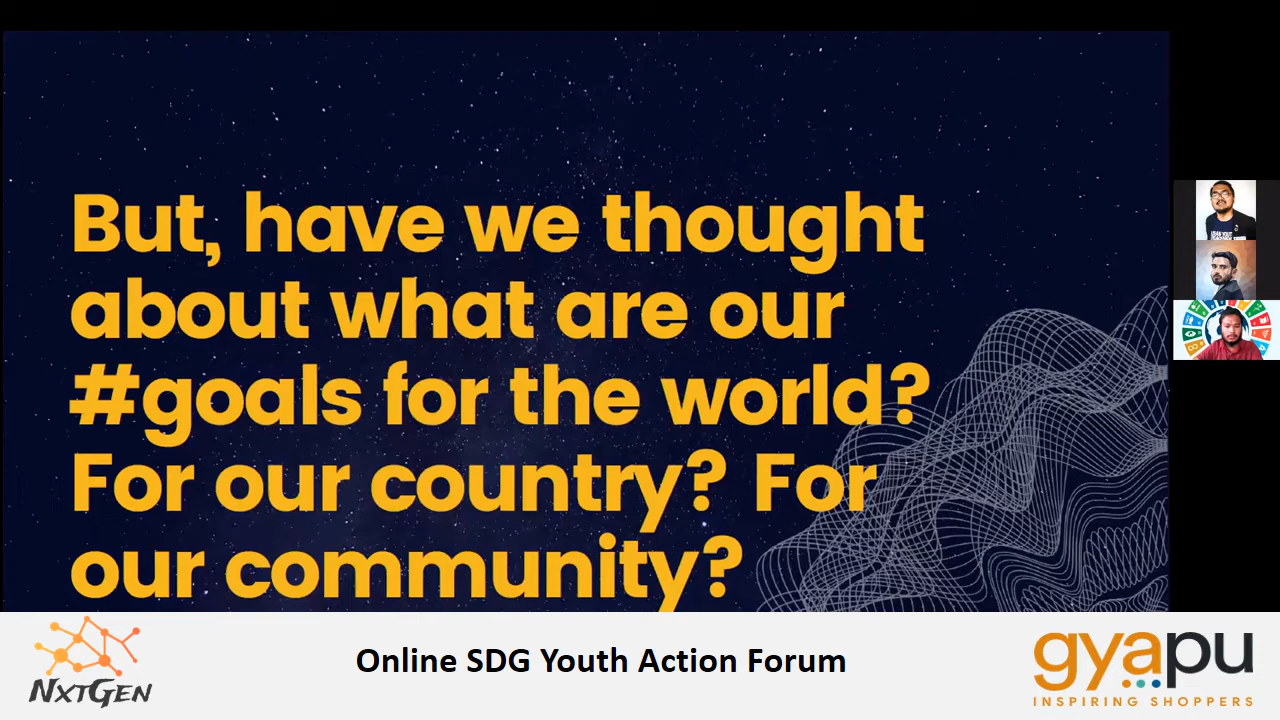 But, have we thought
about what are our
#goals for the world?
For our country? For
our community?
NXTGEN
Online SDG Youth Action Forum
gyapu
INSPIRING SHOPPERS